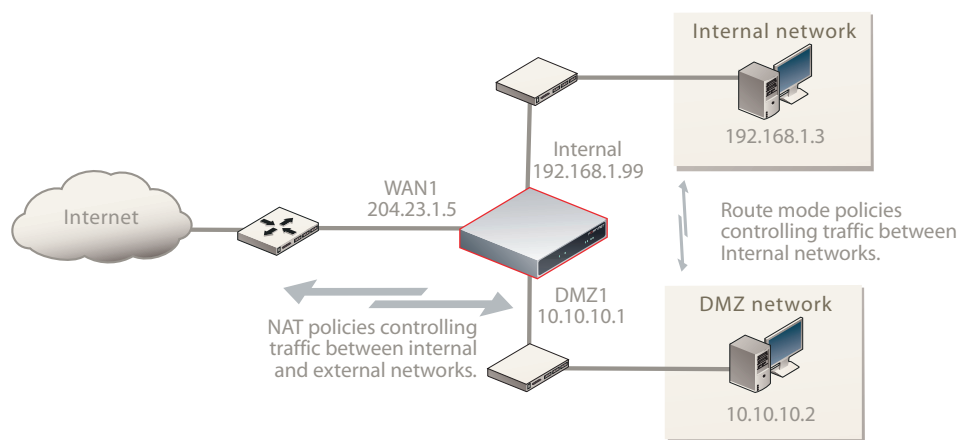 Internal network
192.168.1.3
Internal
192.168.1.99
WAN1
204.23.1.5
Internet
Route mode policies
controlling traffic between
Internal networks.
DMZ1
10.10.10.1
NAT policies controlling
traffic between internal
and external networks.
DMZ network
10.10.10.2